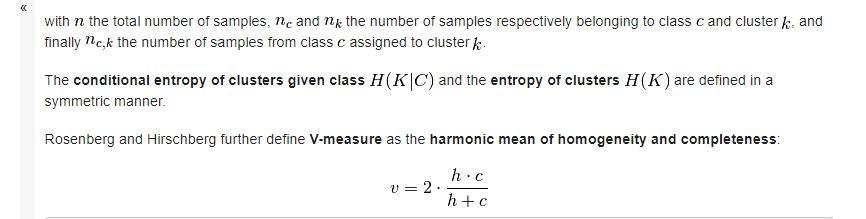 «
with n the total number of samples, n_c and n_k the number of samples respectively belonging to class c and cluster k, and
finally n_{c,k} the number of samples from class c assigned to cluster k.
The conditional entropy of clusters given class H(K|C) and the entropy of clusters H(K) are defined in a
symmetric manner.
Rosenberg and Hirschberg further define V-measure as the harmonic mean of homogeneity and completeness:
v = 2 · \frac{h · c}{h + c}